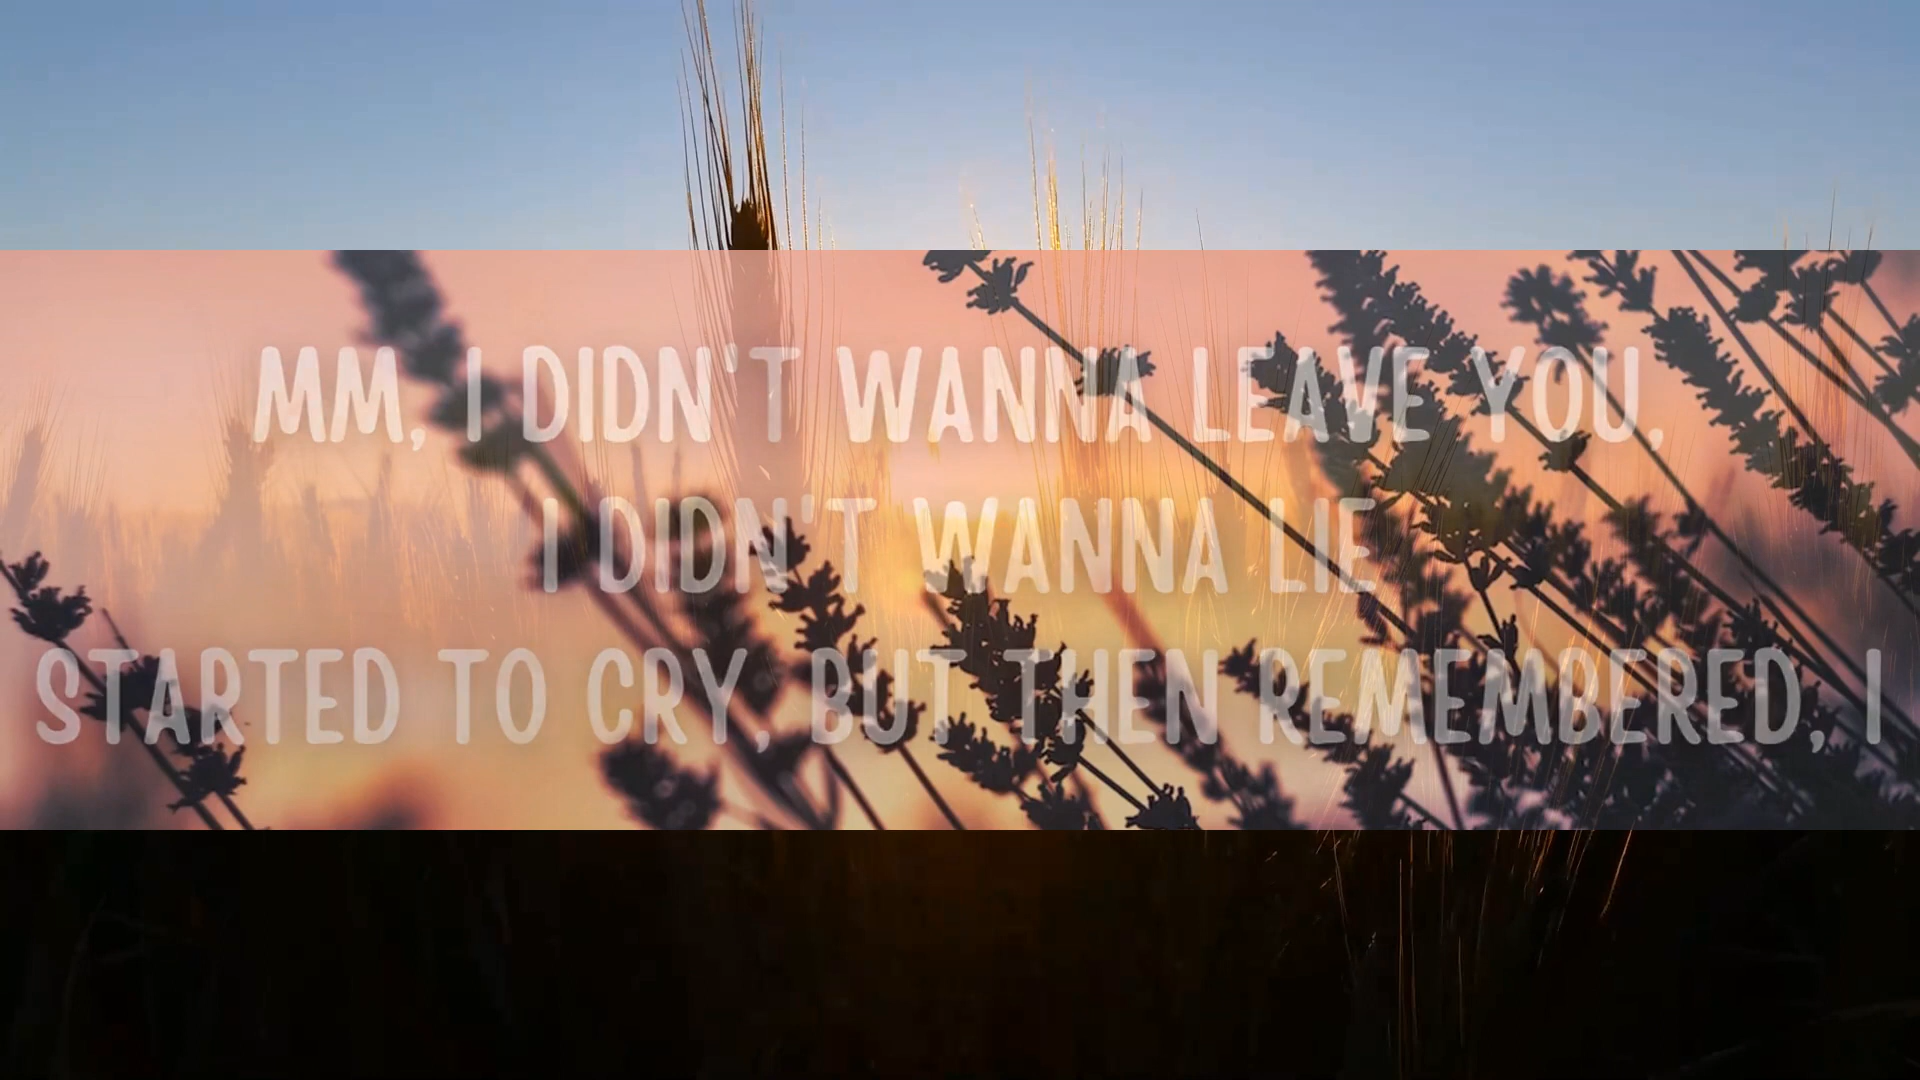 MM, I DIDN'T WANNA LEAVE YOU,
I DIDN'T WANNA LIE
STARTED TO CRY, BUT THEN REMEMBERED, I